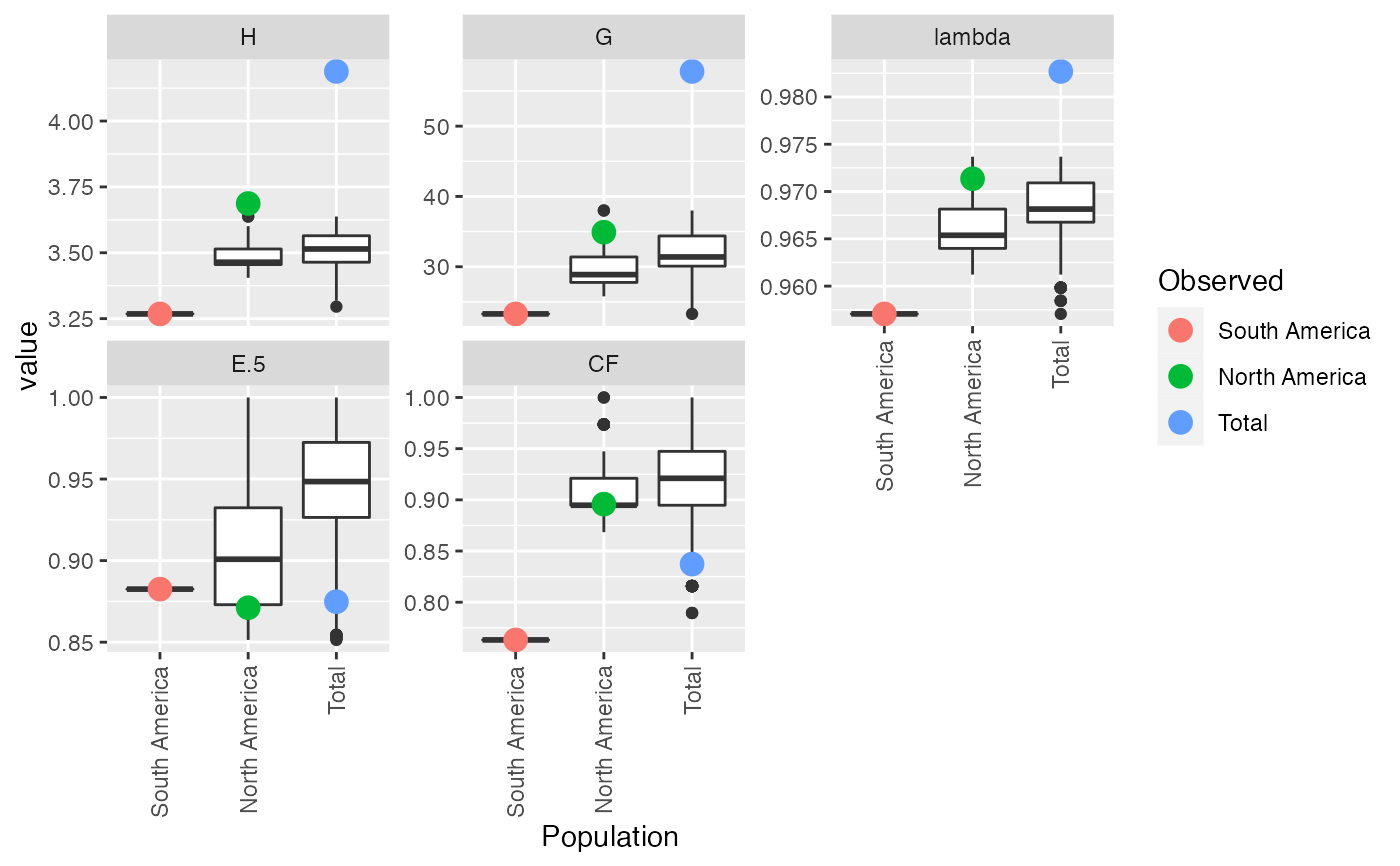 H
G
lambda
4.00
3.75
3.50
3.25
50
40
30
0.980
0.975
0.970
0.965
0.960
South America
North America
Total
E.5
CF
1.00
0.95
0.90
0.85
1.00
0.95
0.90
0.85
0.80
South America
North America
Total
South America
North America
Total
value
Population
Observed
South America
North America
Total